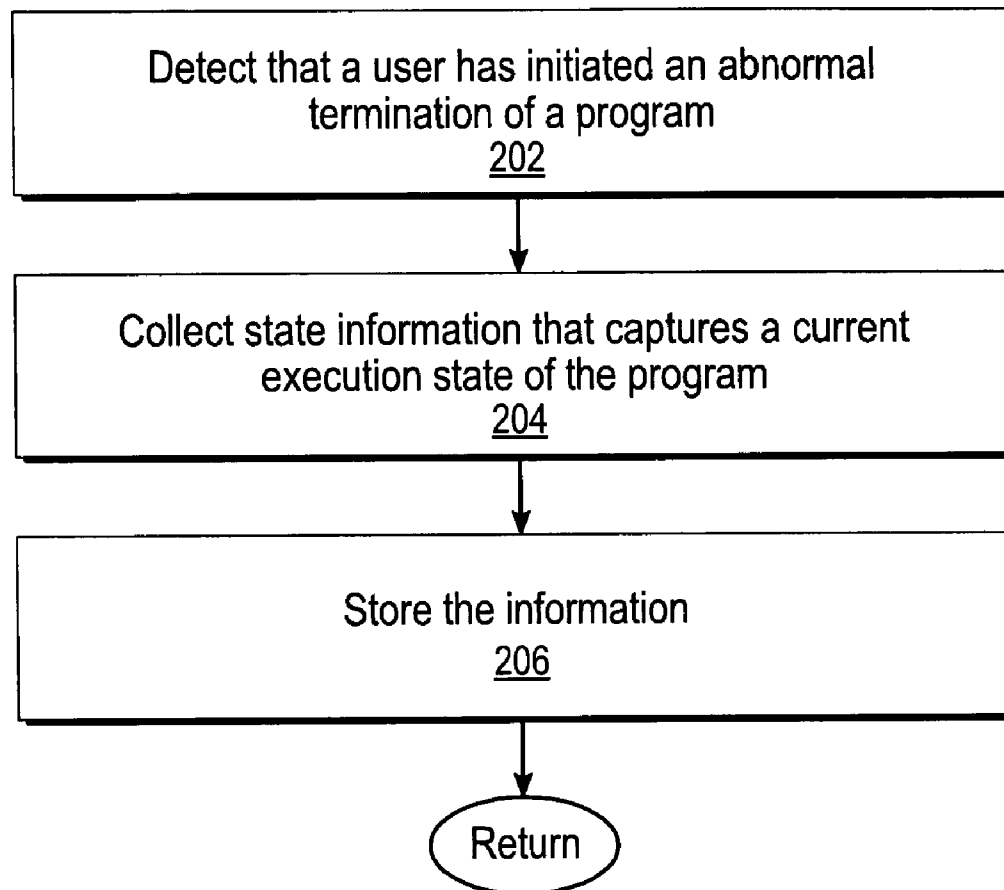 Detect that a user has initiated an abnormal
termination of a program
202
Collect state information that captures a current
execution state of the program
204
Store the information
206
Return